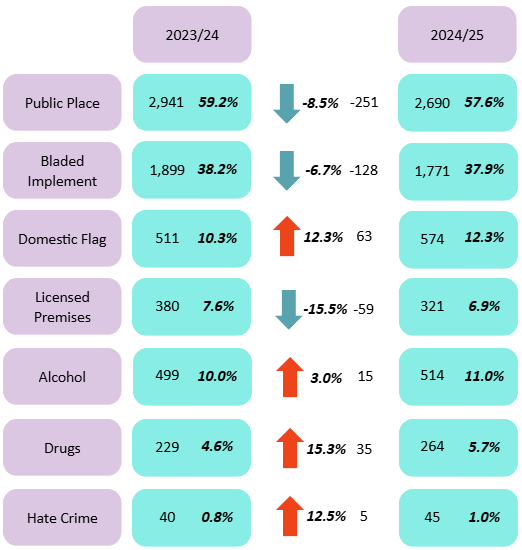 2023/24 2024/25
Public Place 2,941 59.2% -8.5% -251 2,690 57.6%
Bladed
Implement 1,899 38.2% -6.7% -128 1,771 37.9%
Domestic Flag 511 10.3% 12.3% 63 574 12.3%
Licensed
Premises 380 7.6% -15.5% -59 321 6.9%
Alcohol 499 10.0% 3.0% 15 514 11.0%
Drugs 229 4.6% 15.3% 35 264 5.7%
Hate Crime 40 0.8% 12.5% 5 45 1.0%